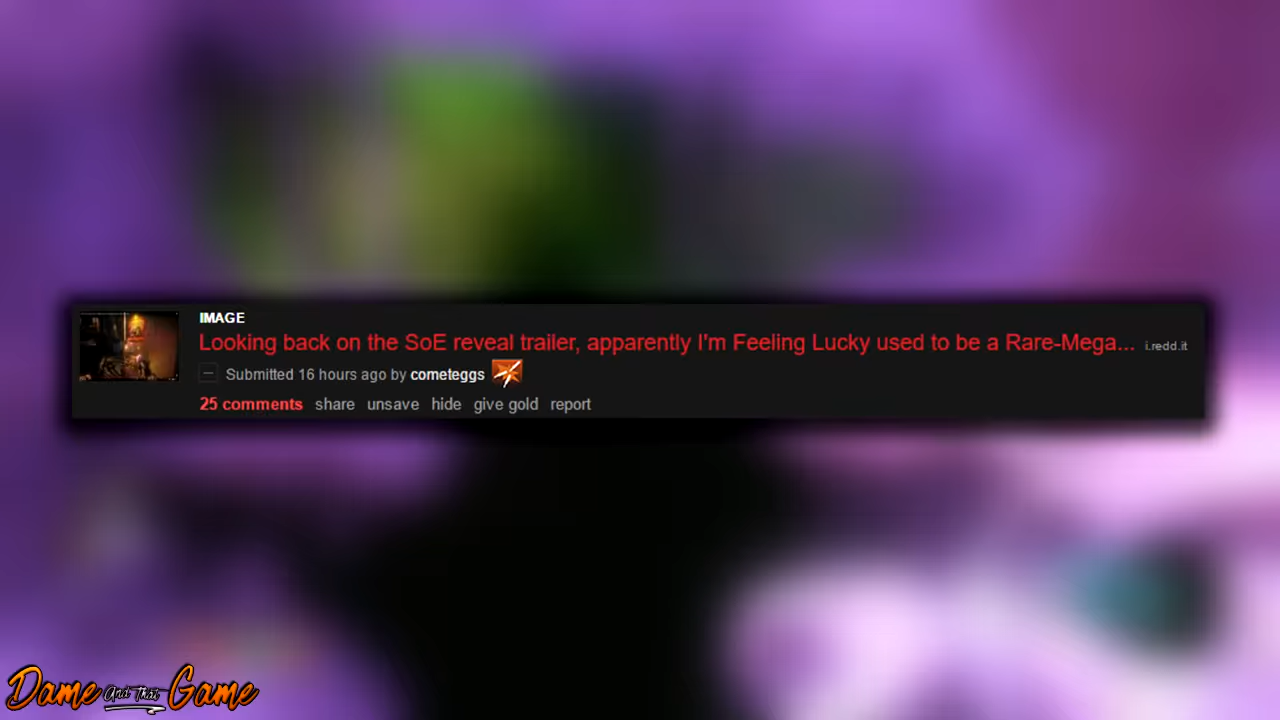 IMAGE
Looking back on the SoE reveal trailer, apparently I'm Feeling Lucky used to be a Rare-Mega... i.redd.it
Submitted 16 hours ago by cometeggs
25 comments share unsave hide give gold report
Dame And That Game